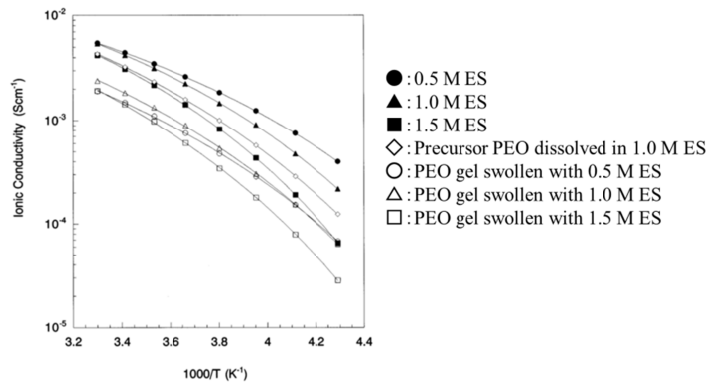 10-2
10-3
10-4
10-5
Ionic Conductivity (Scm-1)
3.2 3.4 3.6 3.8 4 4.2 4.4
1000/T (K-1)
: 0.5 M ES
: 1.0 M ES
: 1.5 M ES
: Precursor PEO dissolved in 1.0 M ES
: PEO gel swollen with 0.5 M ES
: PEO gel swollen with 1.0 M ES
: PEO gel swollen with 1.5 M ES